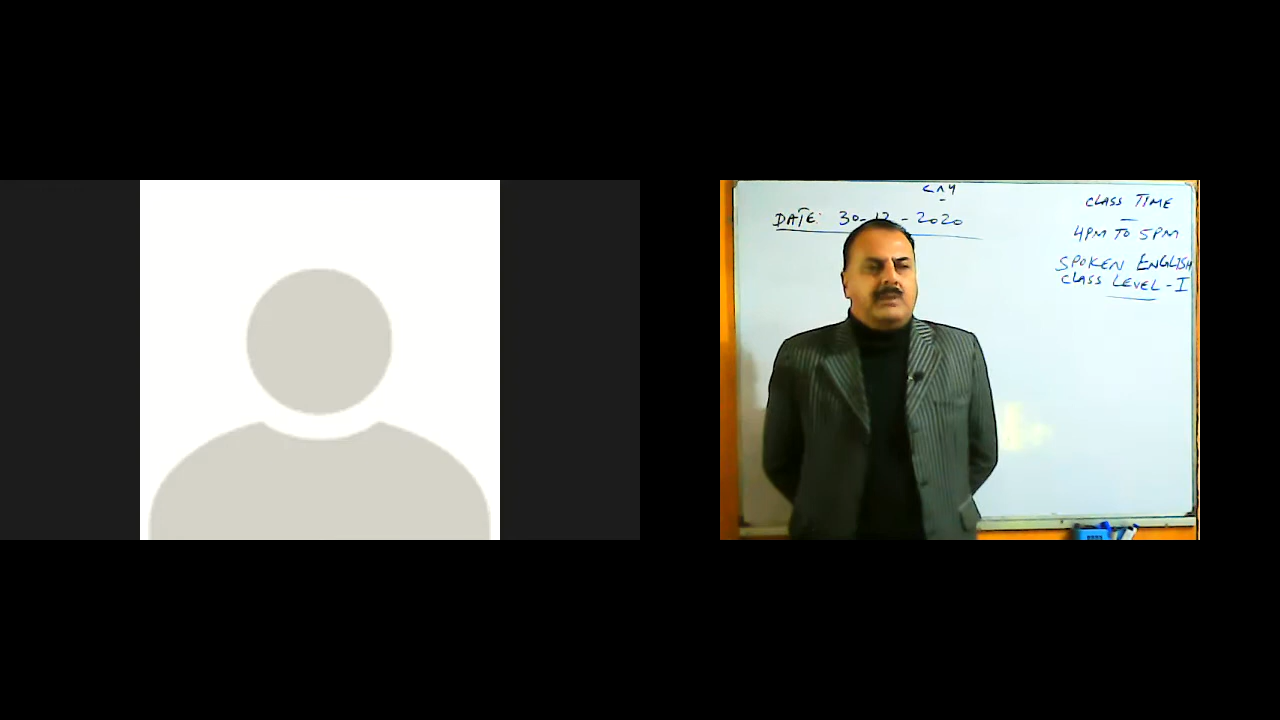 DATE: 30-12-2020
CLASS TIME
4PM TO 5PM
SPOKEN ENGLISH
CLASS LEVEL - I